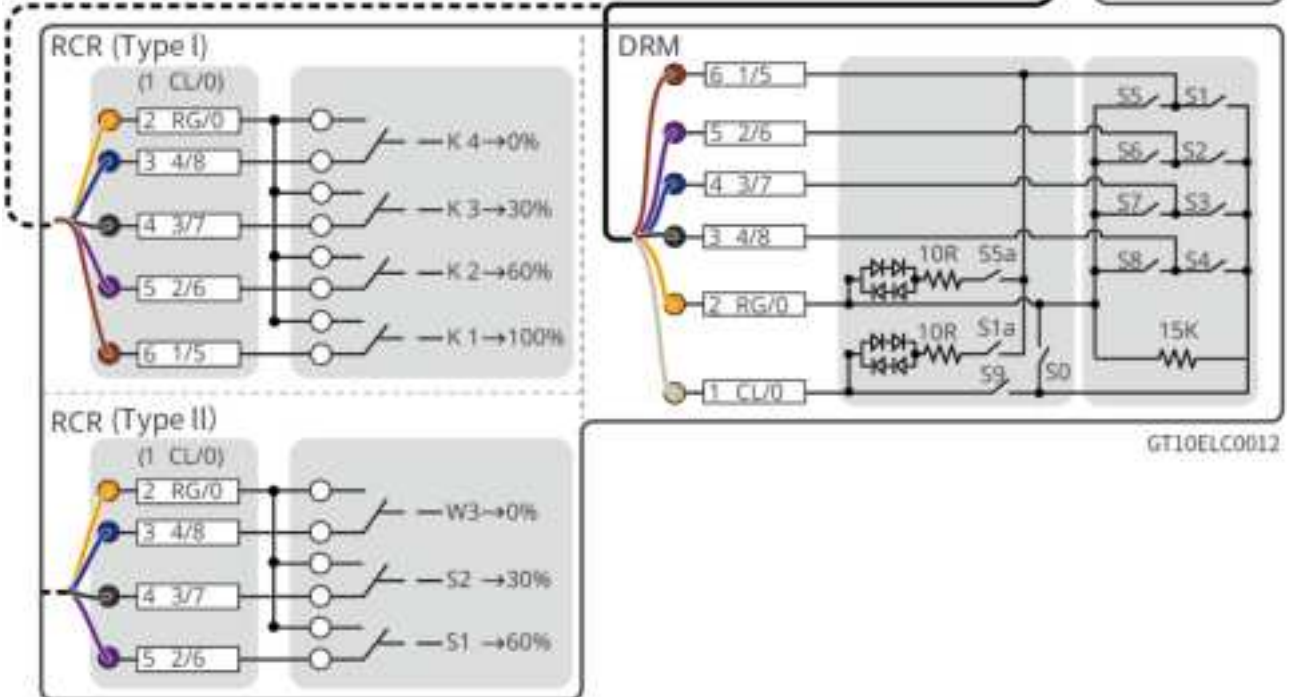 RCR (Type I)
(1 CL/0)
2 RG/0
3 4/8
4 3/7
5 2/6
6 1/5
K 4→0%
K 3→30%
K 2→60%
K 1→100%
RCR (Type II)
(1 CL/0)
2 RG/0
3 4/8
4 3/7
5 2/6
W3→0%
S2 →30%
S1 →60%
DRM
6 1/5
5 2/6
4 3/7
3 4/8
2 RG/0
1 CL/0
10R S5a
10R S1a
S9 S0
S5 S1
S6 S2
S7 S3
S8 S4
15K
GT10ELC0012